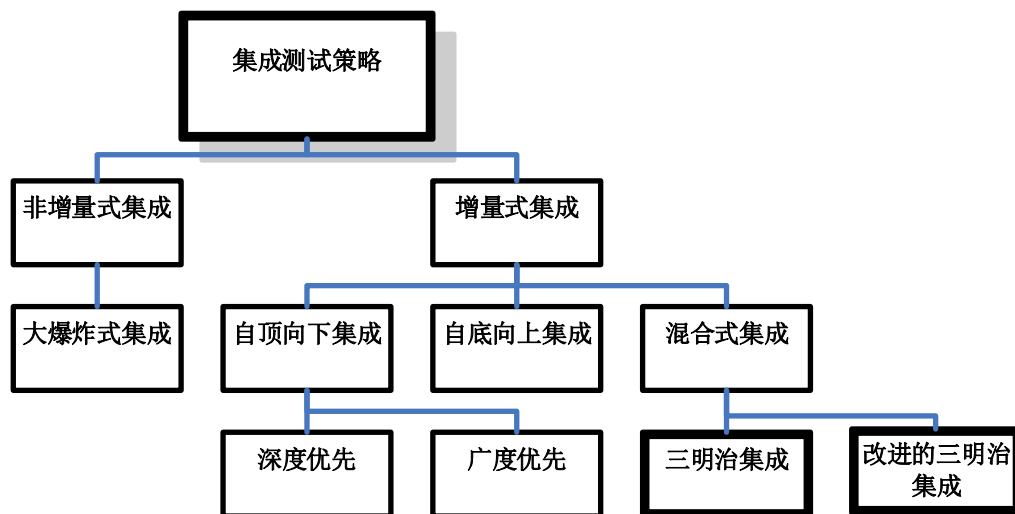 集成测试策略
非增量式集成
增量式集成
大爆炸式集成
自顶向下集成
自底向上集成
混合式集成
深度优先
广度优先
三明治集成
改进的三明治
集成